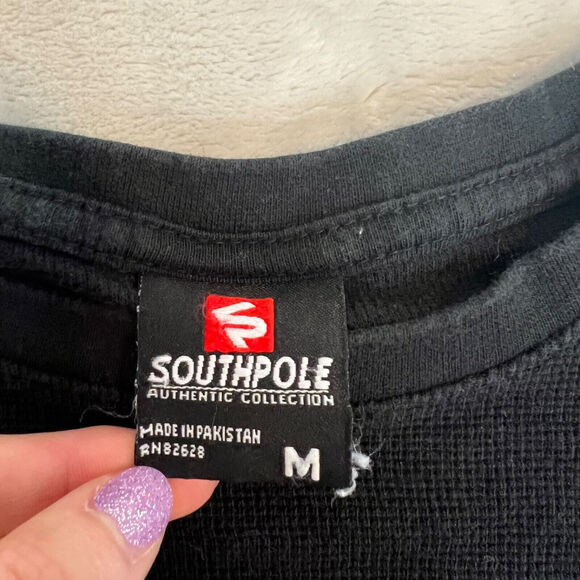 SOUTHPOLE
AUTHENTIC COLLECTION
MADE IN PAKISTAN
RN82628
M